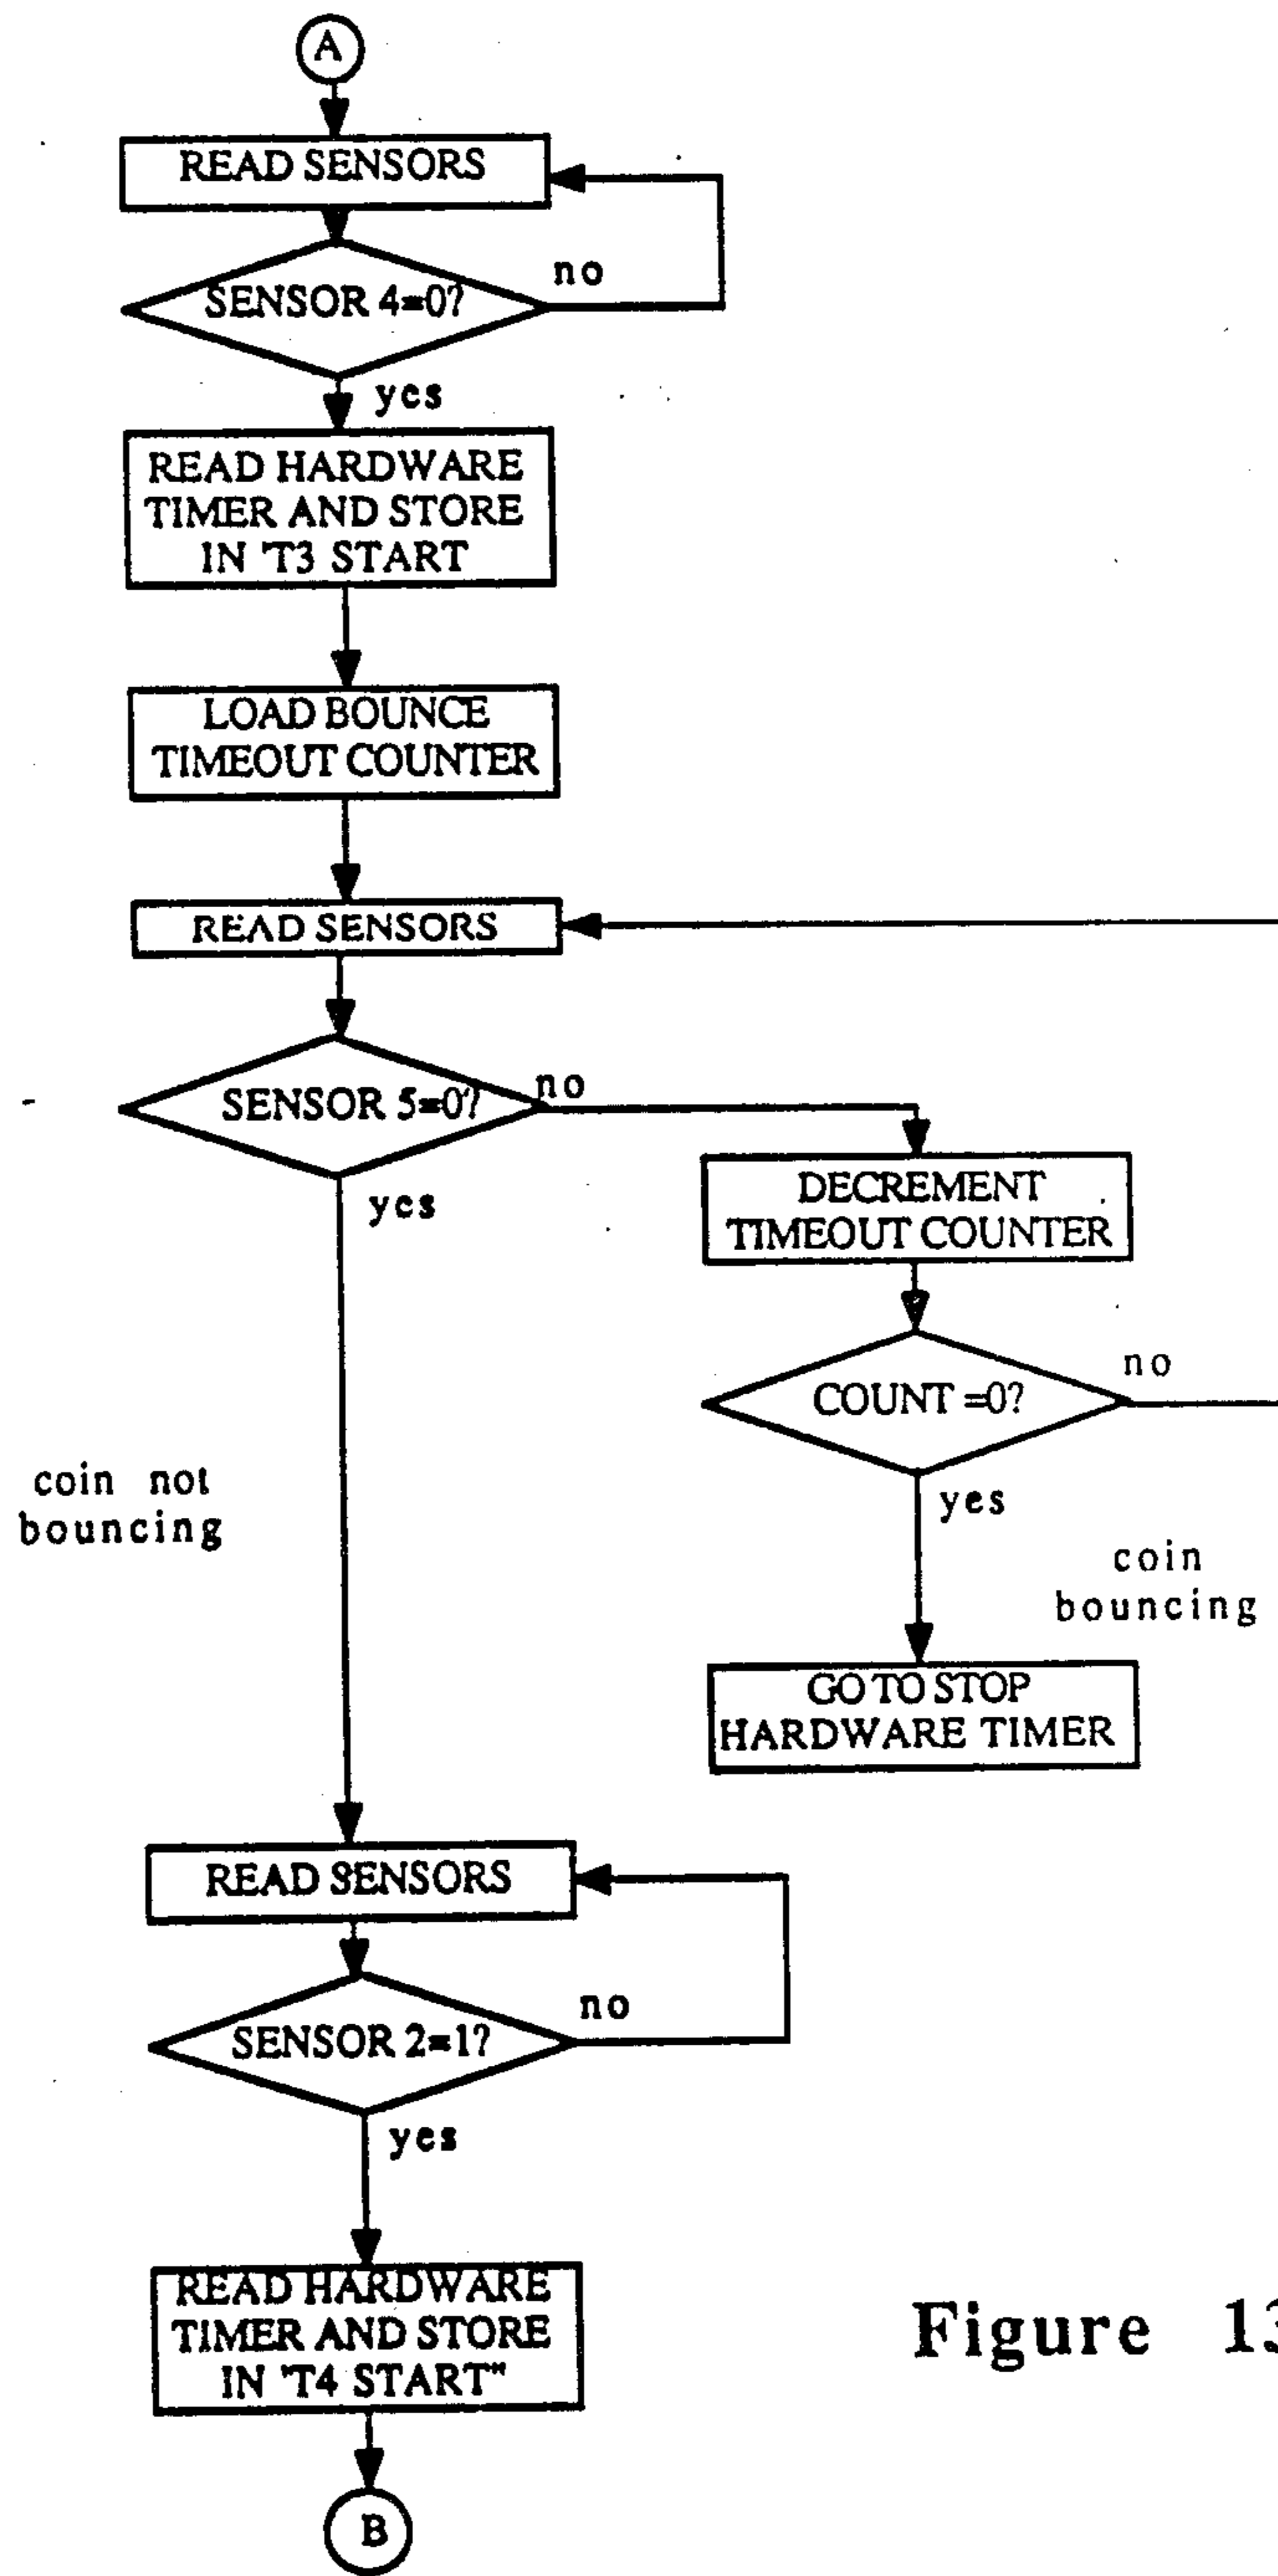 A
READ SENSORS
SENSOR 4=0?
no
yes
READ HARDWARE
TIMER AND STORE
IN 'T3 START
LOAD BOUNCE
TIMEOUT COUNTER
READ SENSORS
SENSOR 5=0?
no
yes
DECREMENT
TIMEOUT COUNTER
COUNT =0?
no
yes
coin not
bouncing
coin
bouncing
GO TO STOP
HARDWARE TIMER
READ SENSORS
SENSOR 2=1?
no
yes
READ HARDWARE
TIMER AND STORE
IN 'T4 START"
Figure 13
B